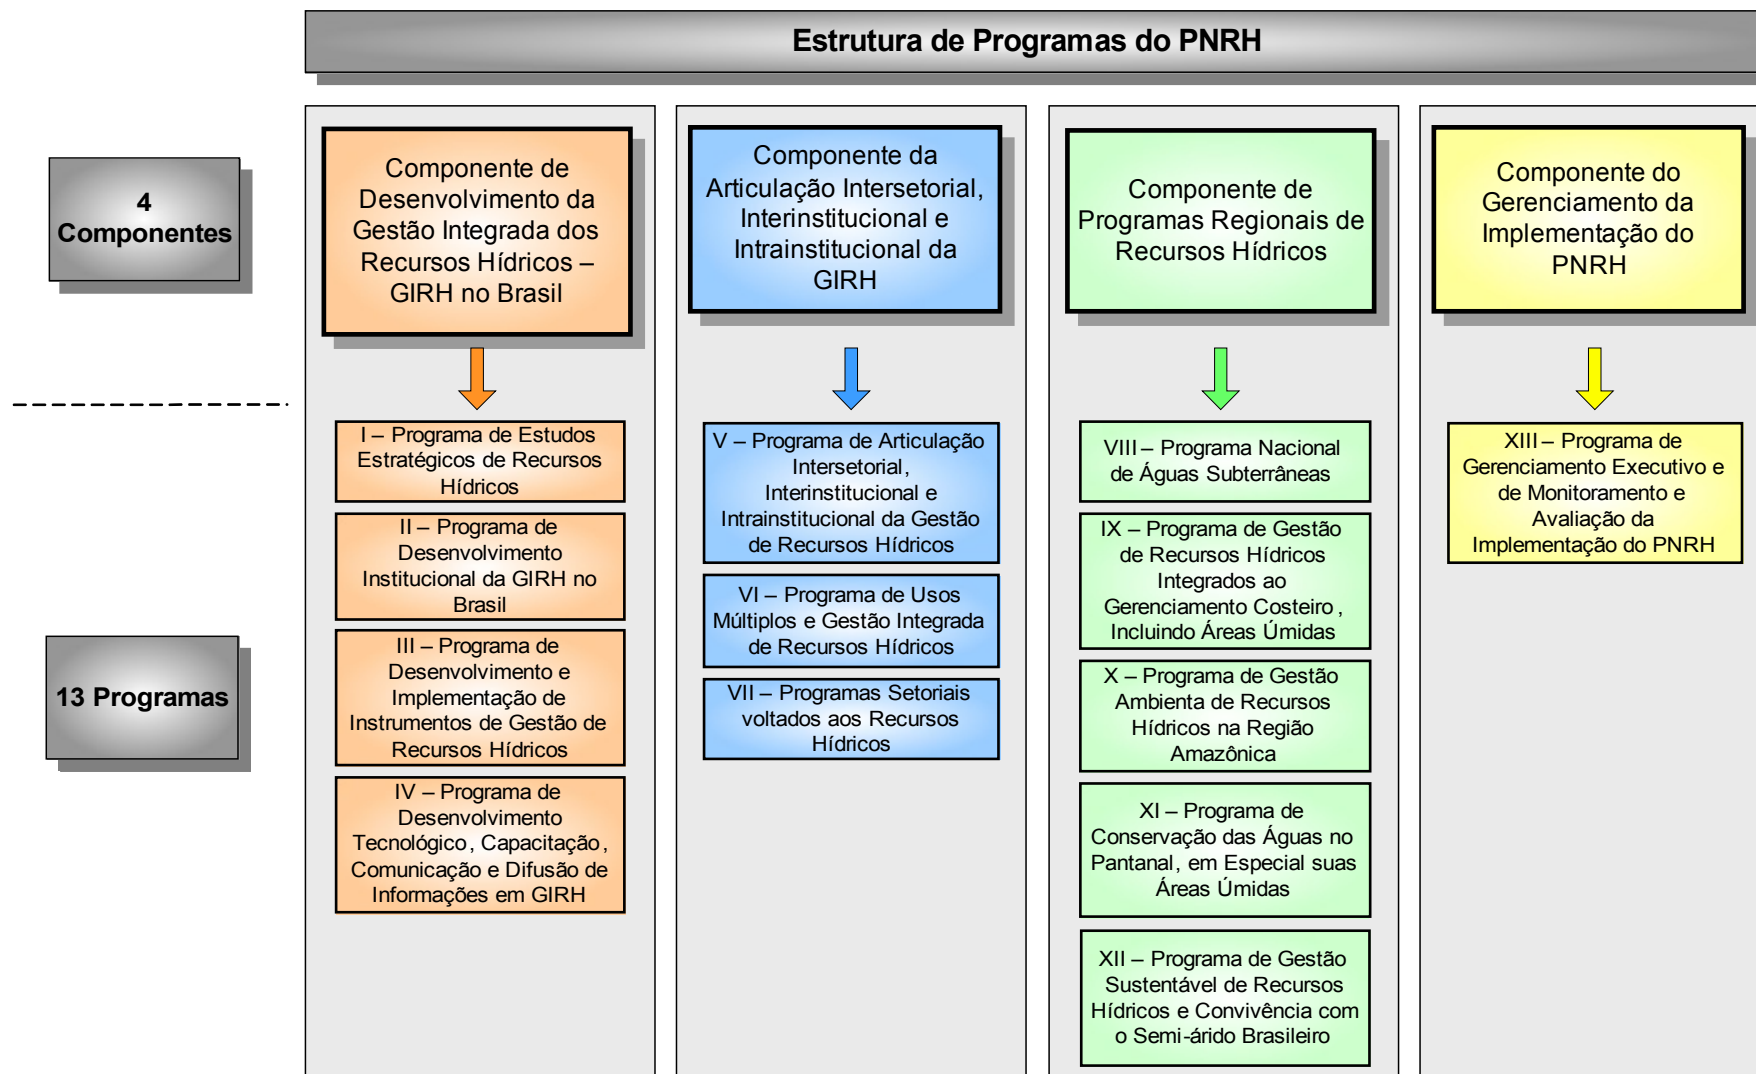 Estrutura de Programas do PNRH
4
Componentes
Componente de
Desenvolvimento da
Gestão Integrada dos
Recursos Hídricos –
GIRH no Brasil
Componente da
Articulação Intersetorial,
Interinstitucional e
Intrainstitucional da
GIRH
Componente de
Programas Regionais de
Recursos Hídricos
Componente do
Gerenciamento da
Implementação do
PNRH
13 Programas
I – Programa de Estudos
Estratégicos de Recursos
Hídricos
II – Programa de
Desenvolvimento
Institucional da GIRH no
Brasil
III – Programa de
Desenvolvimento e
Implementação de
Instrumentos de Gestão de
Recursos Hídricos
IV – Programa de
Desenvolvimento
Tecnológico, Capacitação,
Comunicação e Difusão de
Informações em GIRH
V – Programa de Articulação
Intersetorial,
Interinstitucional e
Intrainstitucional da Gestão
de Recursos Hídricos
VI – Programa de Usos
Múltiplos e Gestão Integrada
de Recursos Hídricos
VII – Programas Setoriais
voltados aos Recursos
Hídricos
VIII – Programa Nacional
de Águas Subterrâneas
IX – Programa de Gestão
de Recursos Hídricos
Integrados ao
Gerenciamento Costeiro,
Incluindo Áreas Úmidas
X – Programa de Gestão
Ambienta de Recursos
Hídricos na Região
Amazônica
XI – Programa de
Conservação das Águas no
Pantanal, em Especial suas
Áreas Úmidas
XII – Programa de Gestão
Sustentável de Recursos
Hídricos e Convivência com
o Semi-árido Brasileiro
XIII – Programa de
Gerenciamento Executivo e
de Monitoramento e
Avaliação da
Implementação do PNRH